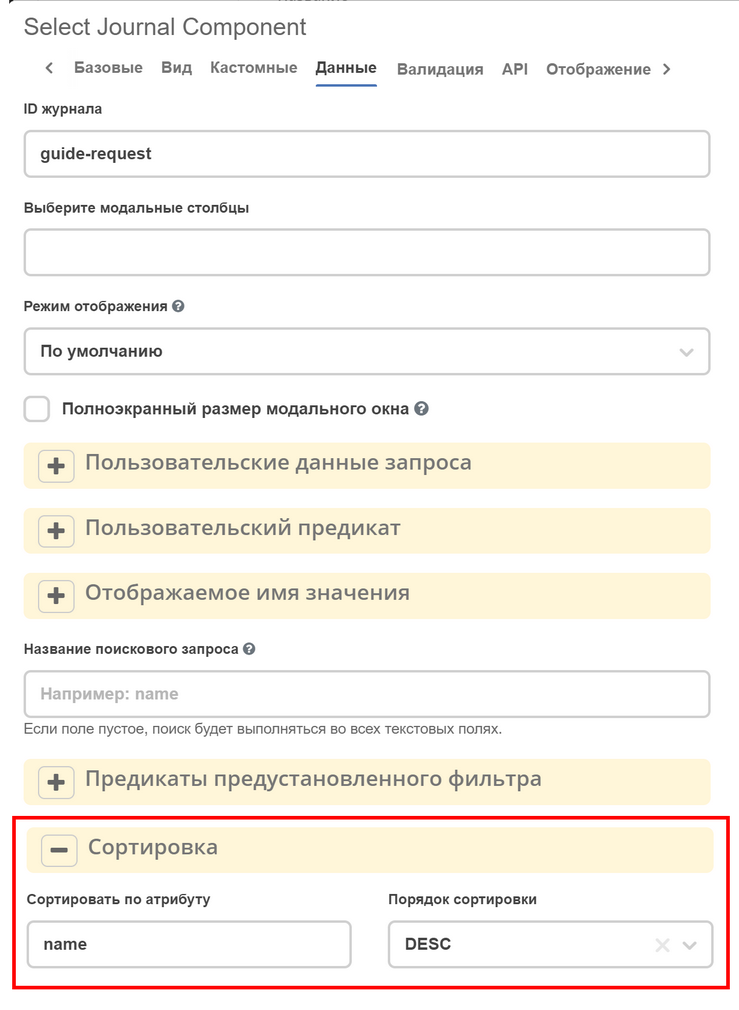 Select Journal Component
Базовые Вид Кастомные Данные Валидация API Отображение
ID журнала
guide-request
Выберите модальные столбцы
Режим отображения
По умолчанию
Полноэкранный размер модального окна
Пользовательские данные запроса
Пользовательский предикат
Отображаемое имя значения
Название поискового запроса
Например: name
Если поле пустое, поиск будет выполняться во всех текстовых полях.
Предикаты предустановленного фильтра
Сортировка
Сортировать по атрибуту Порядок сортировки
name DESC